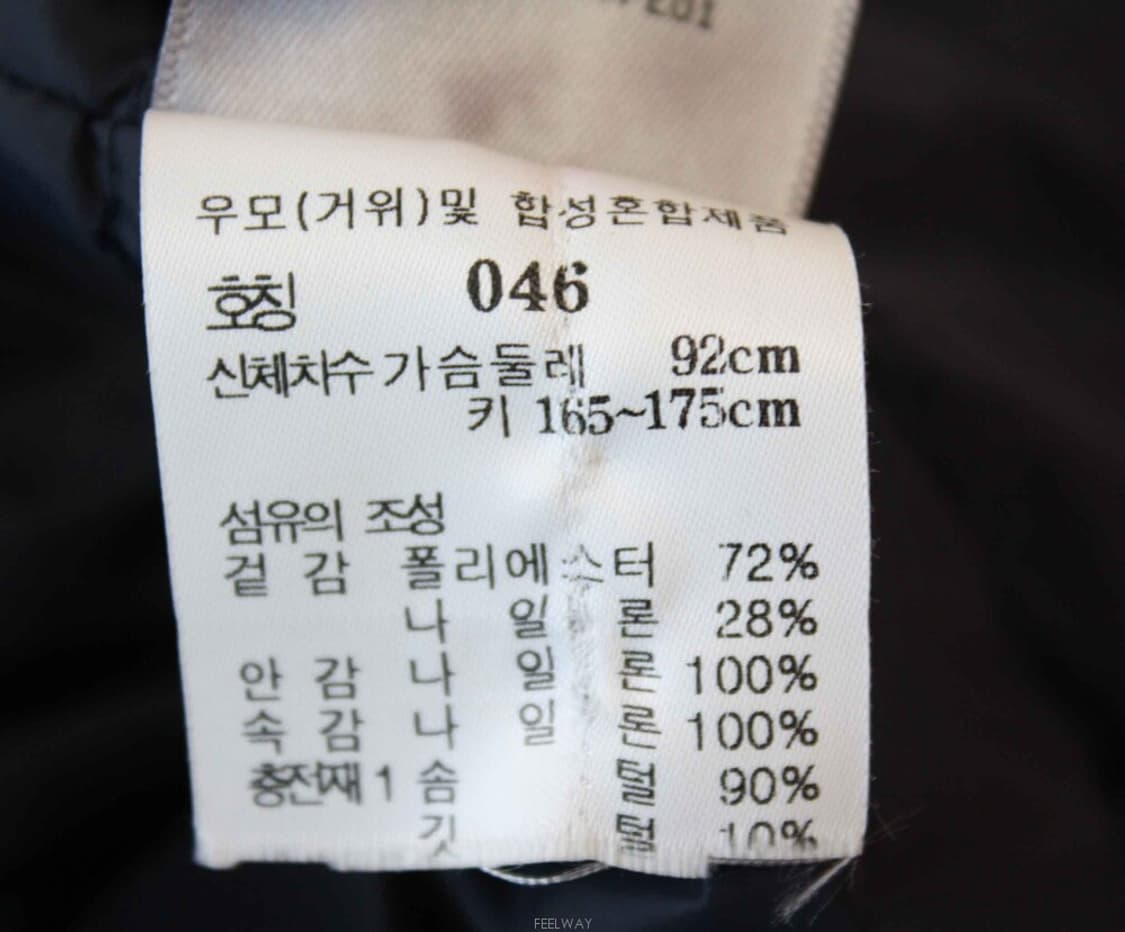 우모(거위)및 합성혼합제품
호칭 046
신체치수 가슴둘레 92cm
키 165~175cm
섬유의 조성
겉 감 폴리에스터 72%
나 일 론 28%
안 감 나 일 론 100%
속 감 나 일 론 100%
충전재 1 솜 털 90%
깃 털 10%
FEELWAY